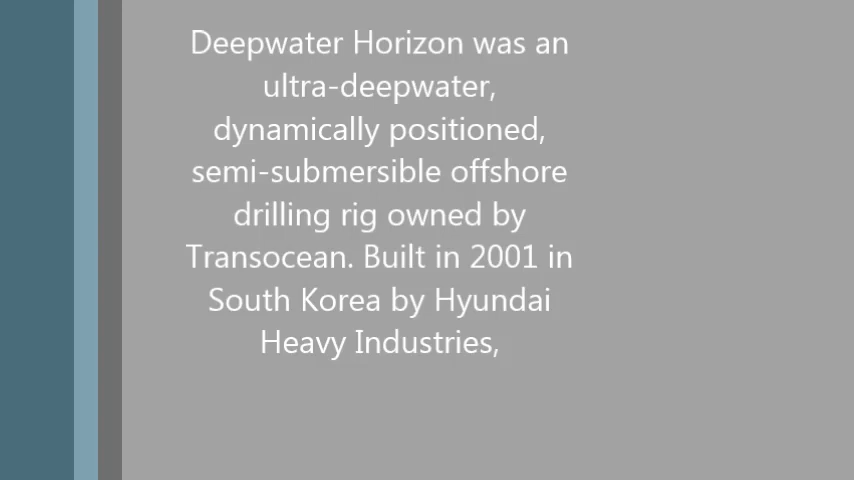 Deepwater Horizon was an
ultra-deepwater,
dynamically positioned,
semi-submersible offshore
drilling rig owned by
Transocean. Built in 2001 in
South Korea by Hyundai
Heavy Industries,